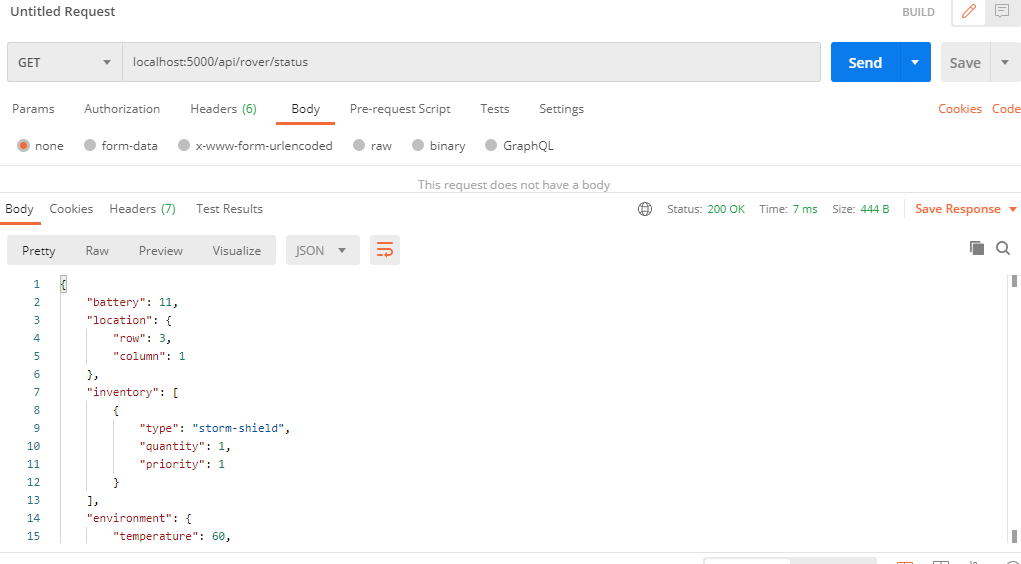 Untitled Request BUILD
GET localhost:5000/api/rover/status Send Save
Params Authorization Headers (6) Body Pre-request Script Tests Settings Cookies Code
none form-data x-www-form-urlencoded raw binary GraphQL
This request does not have a body
Body Cookies Headers (7) Test Results Status: 200 OK Time: 7 ms Size: 444 B Save Response
Pretty Raw Preview Visualize JSON
1 {
2 "battery": 11,
3 "location": {
4 "row": 3,
5 "column": 1
6 },
7 "inventory": [
8 {
9 "type": "storm-shield",
10 "quantity": 1,
11 "priority": 1
12 }
13 ],
14 "environment": {
15 "temperature": 60,